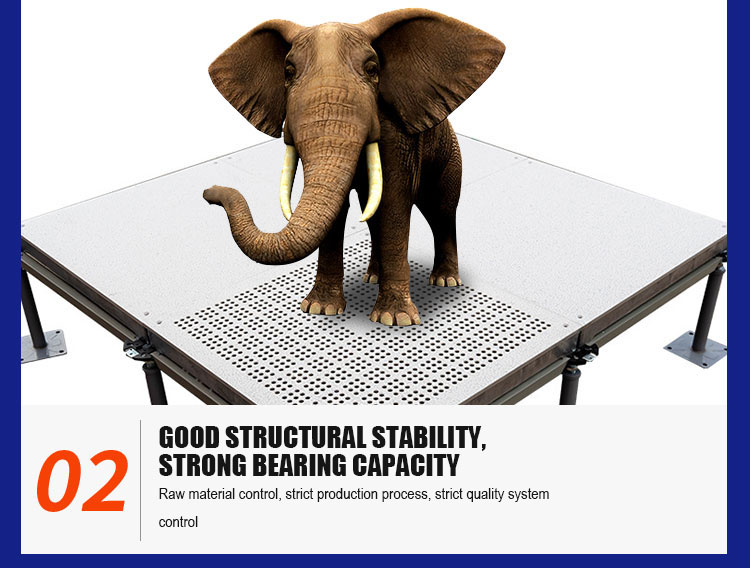 02
GOOD STRUCTURAL STABILITY,
STRONG BEARING CAPACITY
Raw material control, strict production process, strict quality system
control